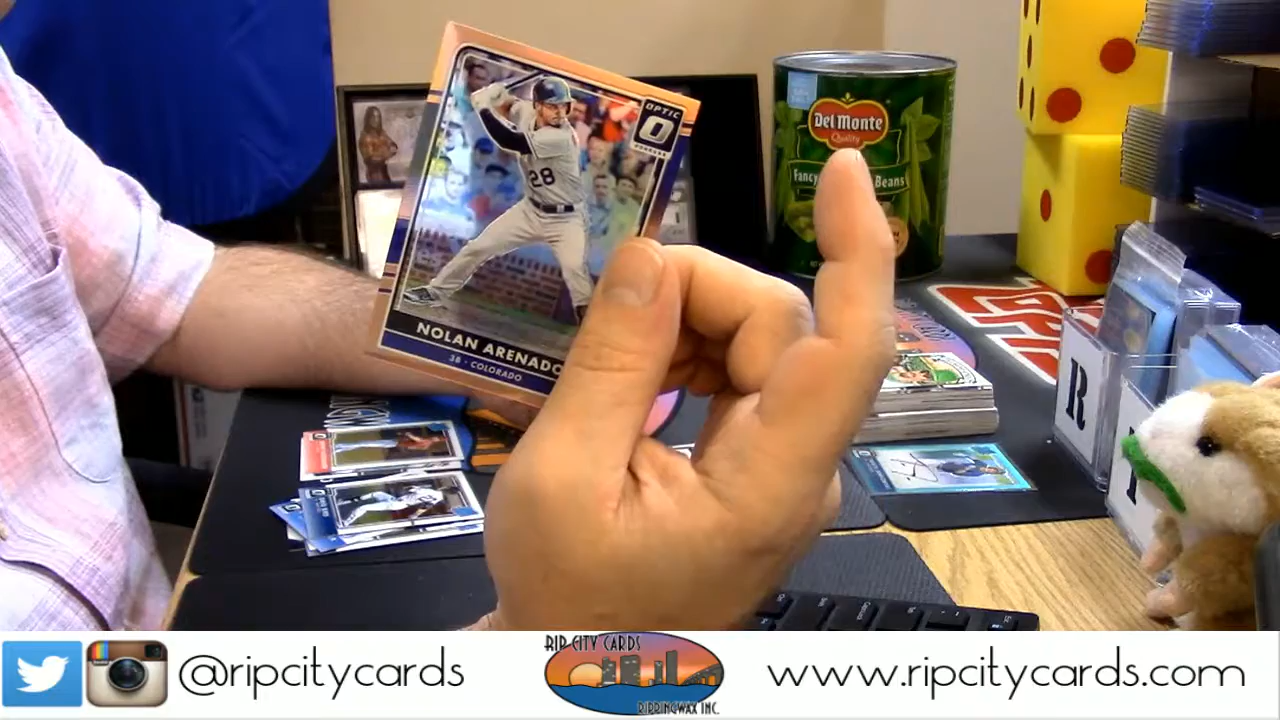 OPTIC
DONRUSS
28
NOLAN ARENADO
3B • COLORADO
Del Monte
Quality
Fancy
Beans
R
@ripcitycards
RIP CITY CARDS
RIPPINGWAX INC.
www.ripcitycards.com